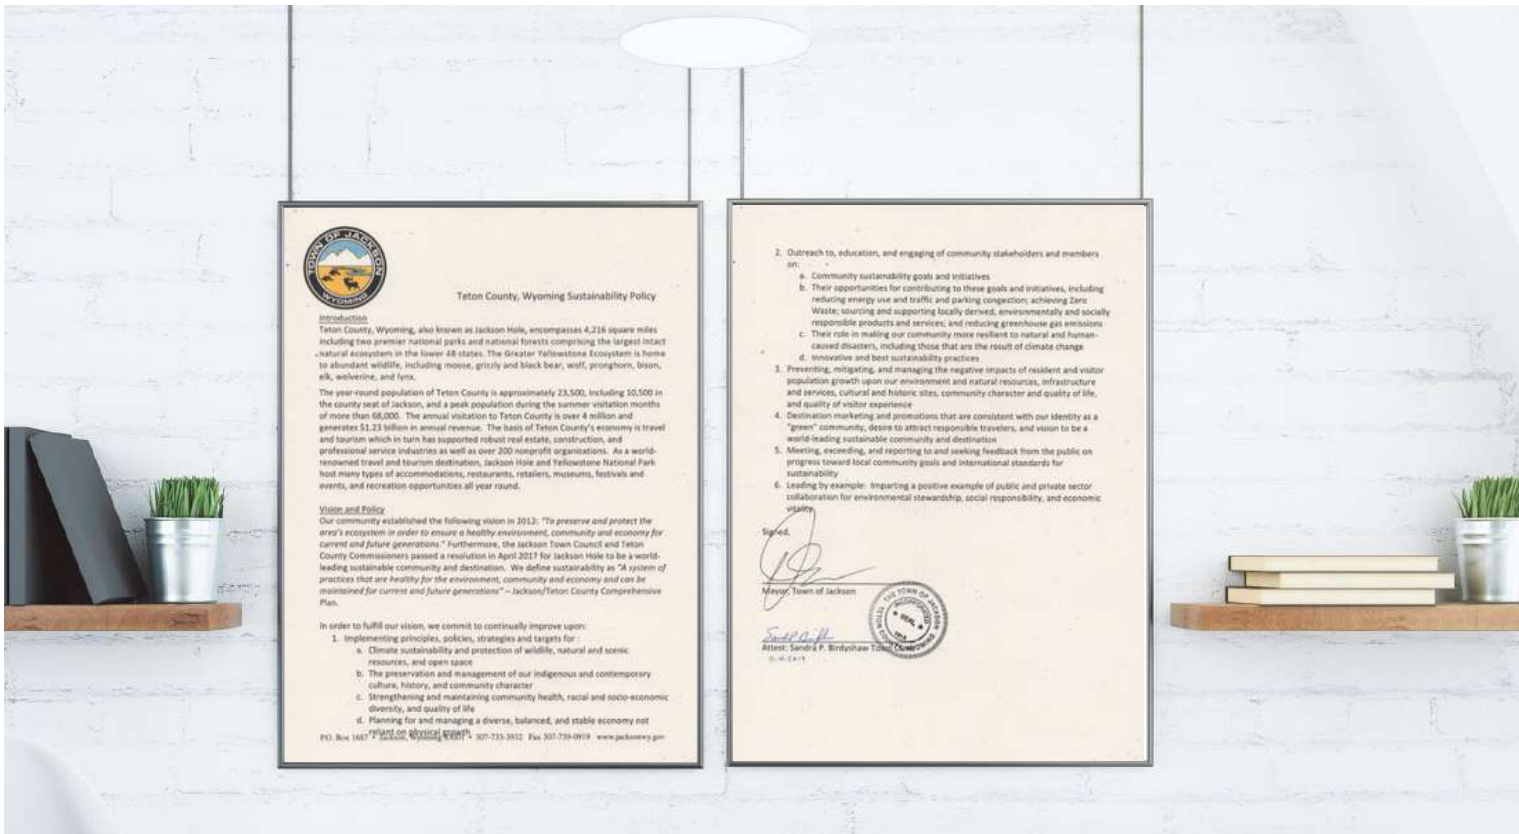 TOWN OF JACKSON
WYOMING
Teton County, Wyoming Sustainability Policy
Introduction
Teton County, Wyoming, also known as Jackson Hole, encompasses 4,216 square miles
including two premier national parks and national forests comprising the largest intact
natural ecosystem in the lower 48 states. The Greater Yellowstone Ecosystem is home
to abundant wildlife, including moose, grizzly and black bear, wolf, pronghorn, bison,
elk, wolverine, and lynx.
The year-round population of Teton County is approximately 23,500, including 10,500 in
the county seat of Jackson, and a peak population during the summer visitation months
of more than 68,000. The annual visitation to Teton County is over 4 million and
generates $1.23 billion in annual revenue. The basis of Teton County's economy is travel
and tourism which in turn has supported robust real estate, construction, and
professional service industries as well as over 200 nonprofit organizations. As a world-
renowned travel and tourism destination, Jackson Hole and Yellowstone National Park
host many types of accommodations, restaurants, retailers, museums, festivals and
events, and recreation opportunities all year round.
Vision and Policy
Our community established the following vision in 2012: "To preserve and protect the
area's ecosystem in order to ensure a healthy environment, community and economy for
current and future generations." Furthermore, the Jackson Town Council and Teton
County Commissioners passed a resolution in April 2017 for Jackson Hole to be a world-
leading sustainable community and destination. We define sustainability as "A system of
practices that are healthy for the environment, community and economy and can be
maintained for current and future generations" – Jackson/Teton County Comprehensive
Plan.
In order to fulfill our vision, we commit to continually improve upon:
1. Implementing principles, policies, strategies and targets for :
a. Climate sustainability and protection of wildlife, natural and scenic
resources, and open space
b. The preservation and management of our indigenous and contemporary
culture, history, and community character
c. Strengthening and maintaining community health, racial and socio-economic
diversity, and quality of life
d. Planning for and managing a diverse, balanced, and stable economy not
reliant on physical growth
P.O. Box 1687 • Jackson, Wyoming 83001 • 307-733-3932 Fax 307-739-0919 www.jacksonwy.gov
2. Outreach to, education, and engaging of community stakeholders and members
on:
a. Community sustainability goals and initiatives
b. Their opportunities for contributing to these goals and initiatives, including
reducing energy use and traffic and parking congestion; achieving Zero
Waste; sourcing and supporting locally derived, environmentally and socially
responsible products and services; and reducing greenhouse gas emissions
c. Their role in making our community more resilient to natural and human-
caused disasters, including those that are the result of climate change
d. Innovative and best sustainability practices
3. Preventing, mitigating, and managing the negative impacts of resident and visitor
population growth upon our environment and natural resources, infrastructure
and services, cultural and historic sites, community character and quality of life,
and quality of visitor experience
4. Destination marketing and promotions that are consistent with our identity as a
"green" community, desire to attract responsible travelers, and vision to be a
world-leading sustainable community and destination
5. Meeting, exceeding, and reporting to and seeking feedback from the public on
progress toward local community goals and international standards for
sustainability
6. Leading by example: Imparting a positive example of public and private sector
collaboration for environmental stewardship, social responsibility, and economic
vitality
Signed,
Mayor, Town of Jackson
THE TOWN OF JACKSON
INCORPORATED
SEAL
TETON COUNTY WYOMING
Attest: Sandra P. Birdyshaw Town Clerk